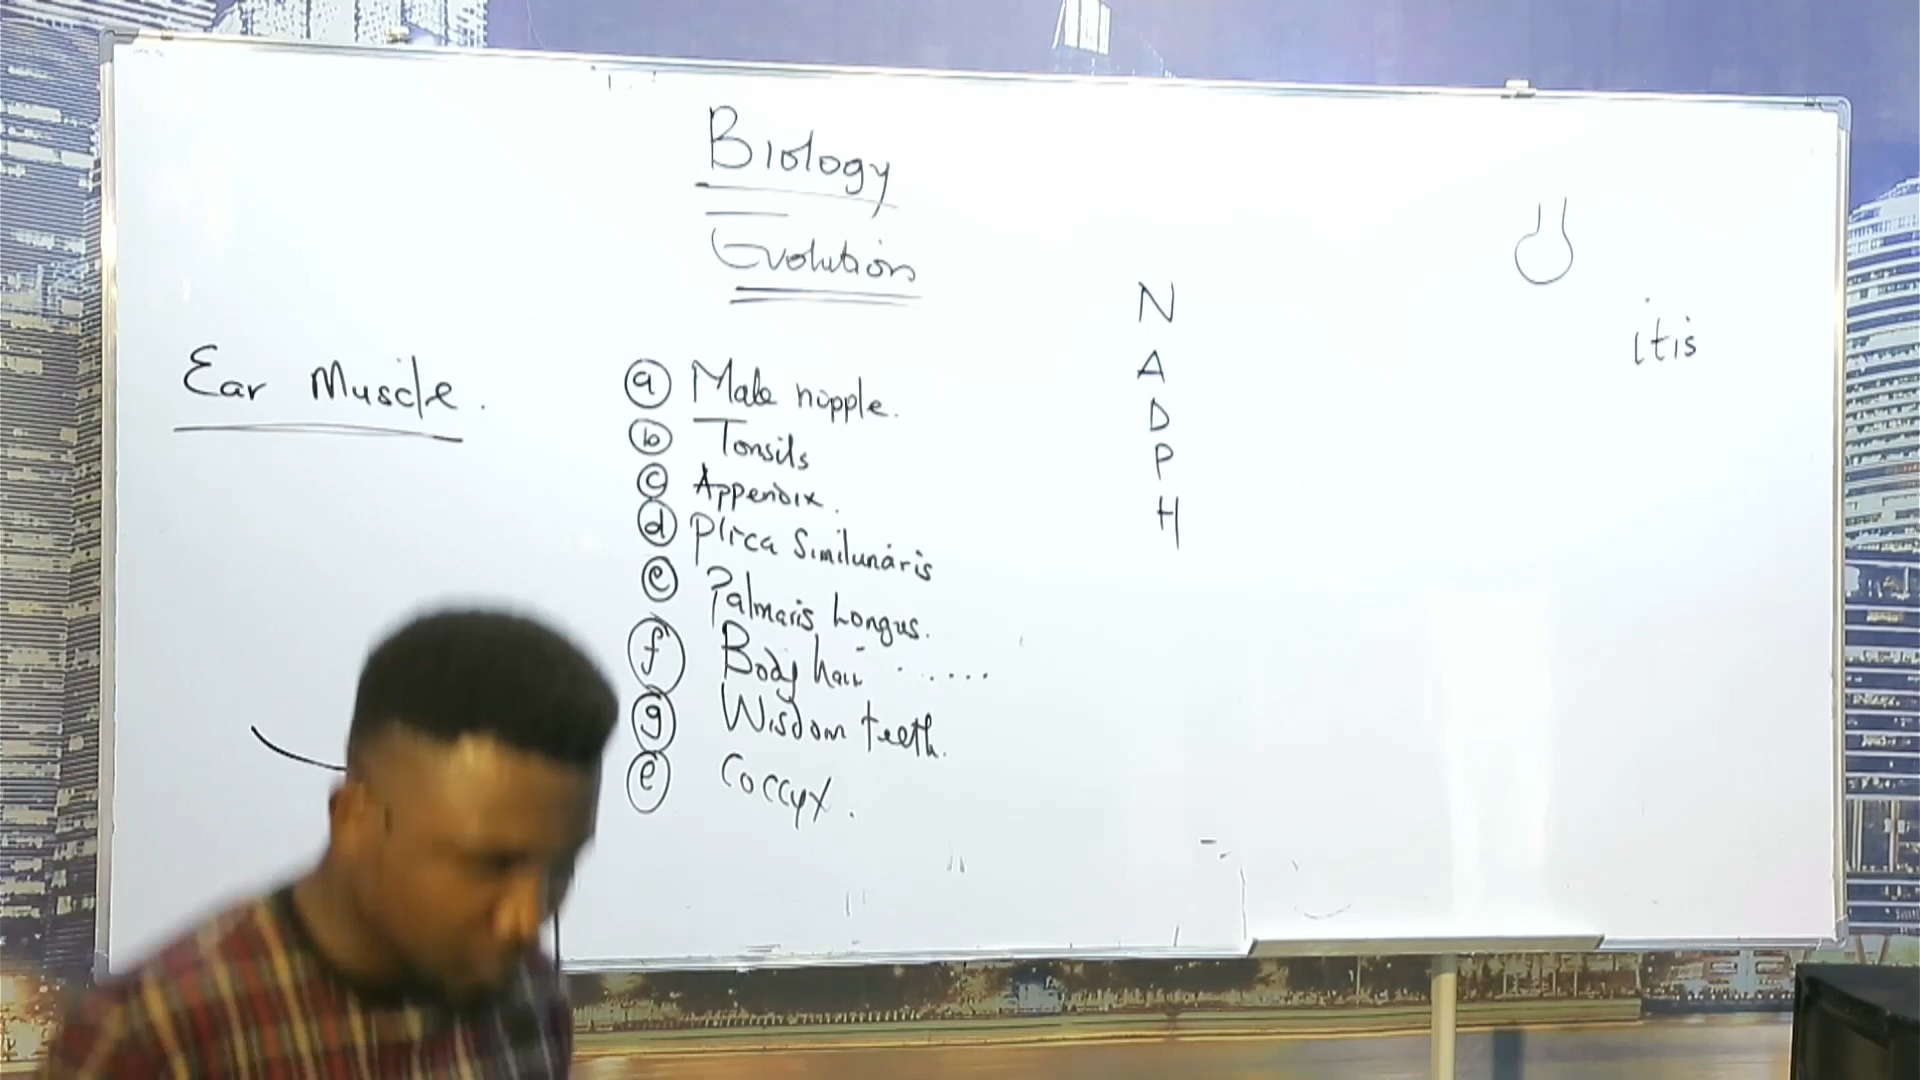 Biology
Evolution
Ear Muscle.
ⓐ Male nipple.
ⓑ Tonsils
ⓒ Appendix.
ⓓ Plica Similunaris
ⓔ Palmaris Longus.
ⓕ Body hair ......
ⓖ Wisdom teeth.
ⓔ Coccyx.
N
A
D
P
H
itis